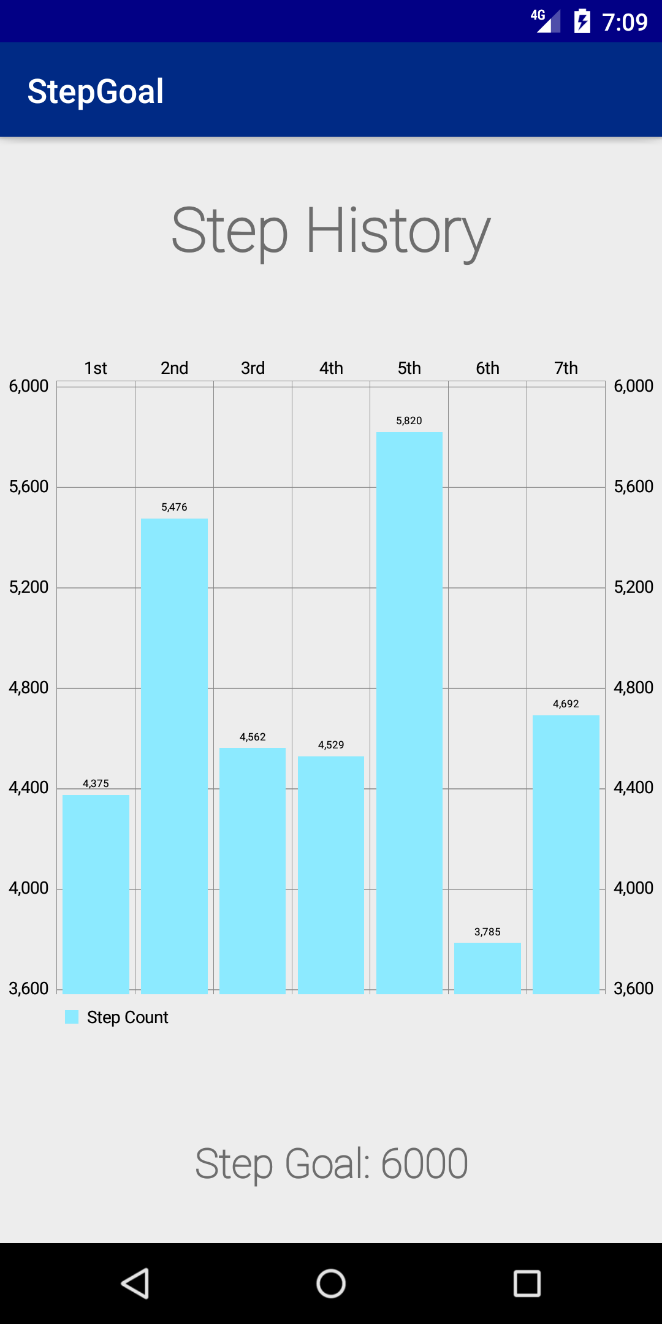 4G 7:09
StepGoal
Step History
1st 2nd 3rd 4th 5th 6th 7th
6,000 6,000
5,820
5,600 5,600
5,476
5,200 5,200
4,800 4,800
4,692
4,562
4,529
4,400 4,400
4,375
4,000 4,000
3,785
3,600 3,600
Step Count
Step Goal: 6000